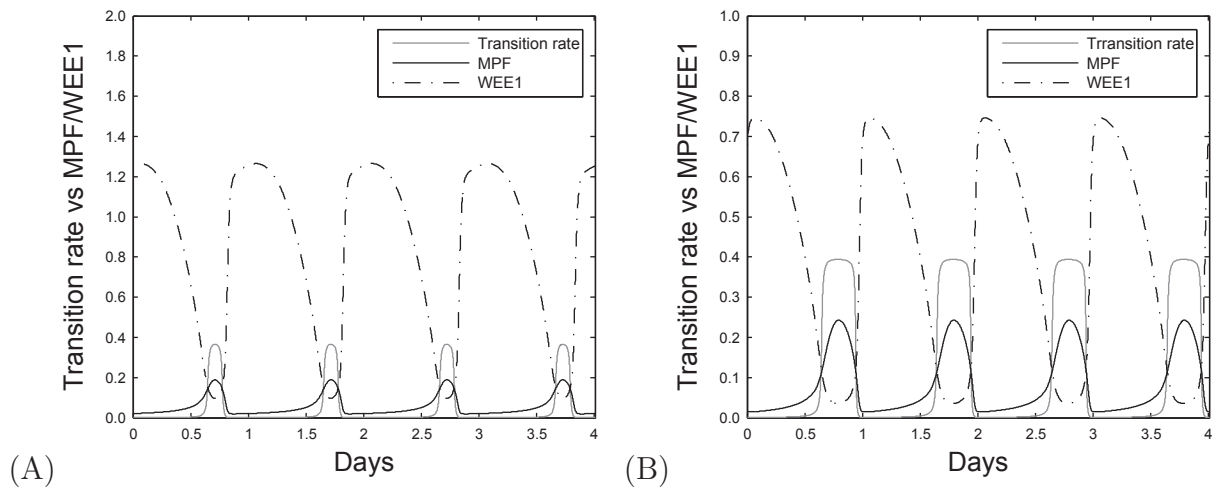 2.0
1.8
1.6
1.4
1.2
1.0
0.8
0.6
0.4
0.2
0.0
Transition rate vs MPF/WEE1
Transition rate
MPF
WEE1
0 0.5 1 1.5 2 2.5 3 3.5 4
Days
(A)
1.0
0.9
0.8
0.7
0.6
0.5
0.4
0.3
0.2
0.1
0.0
Transition rate vs MPF/WEE1
Trransition rate
MPF
WEE1
0 0.5 1 1.5 2 2.5 3 3.5 4
Days
(B)